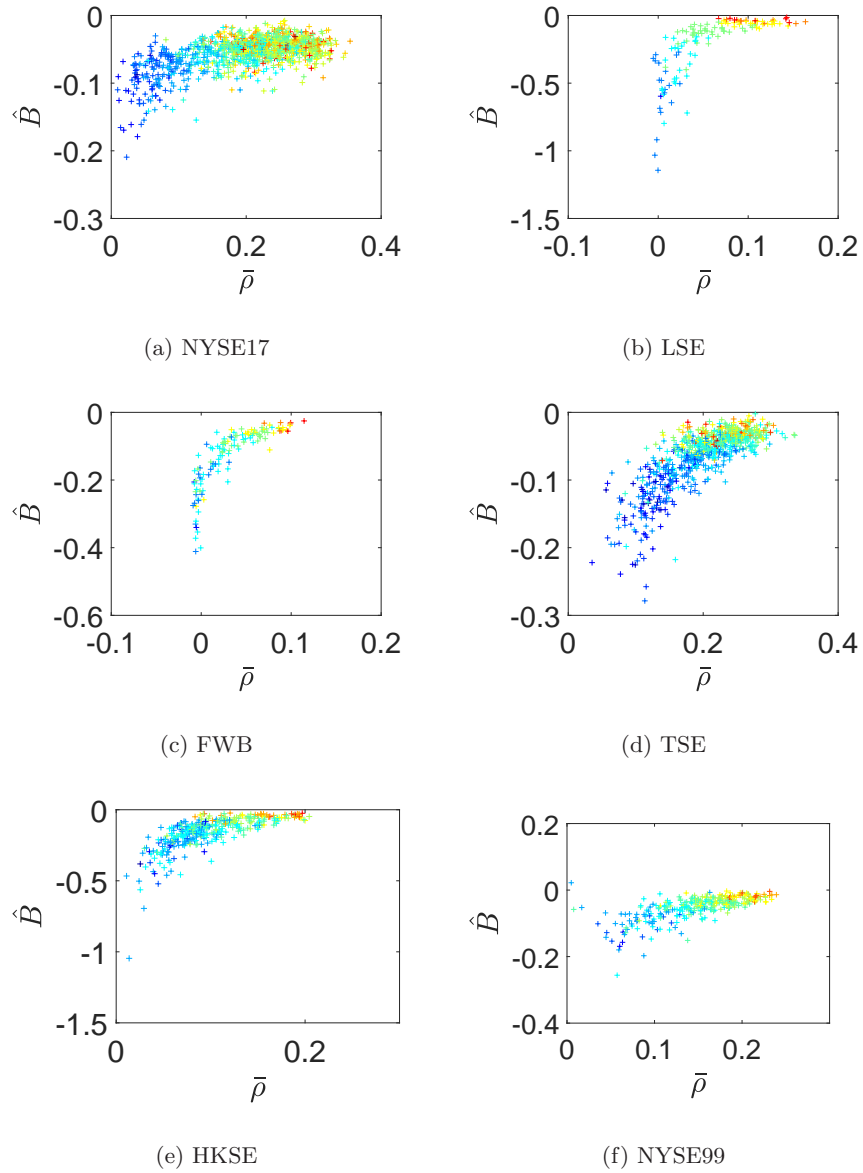 0
-0.1
-0.2
-0.3
0 0.2 0.4
B̂
ρ̄
(a) NYSE17
0
-0.5
-1
-1.5
-0.1 0 0.1 0.2
B̂
ρ̄
(b) LSE
0
-0.2
-0.4
-0.6
-0.1 0 0.1 0.2
B̂
ρ̄
(c) FWB
0
-0.1
-0.2
-0.3
0 0.2 0.4
B̂
ρ̄
(d) TSE
0
-0.5
-1
-1.5
0 0.2
B̂
ρ̄
(e) HKSE
0.2
0
-0.2
-0.4
0 0.1 0.2
B̂
ρ̄
(f) NYSE99